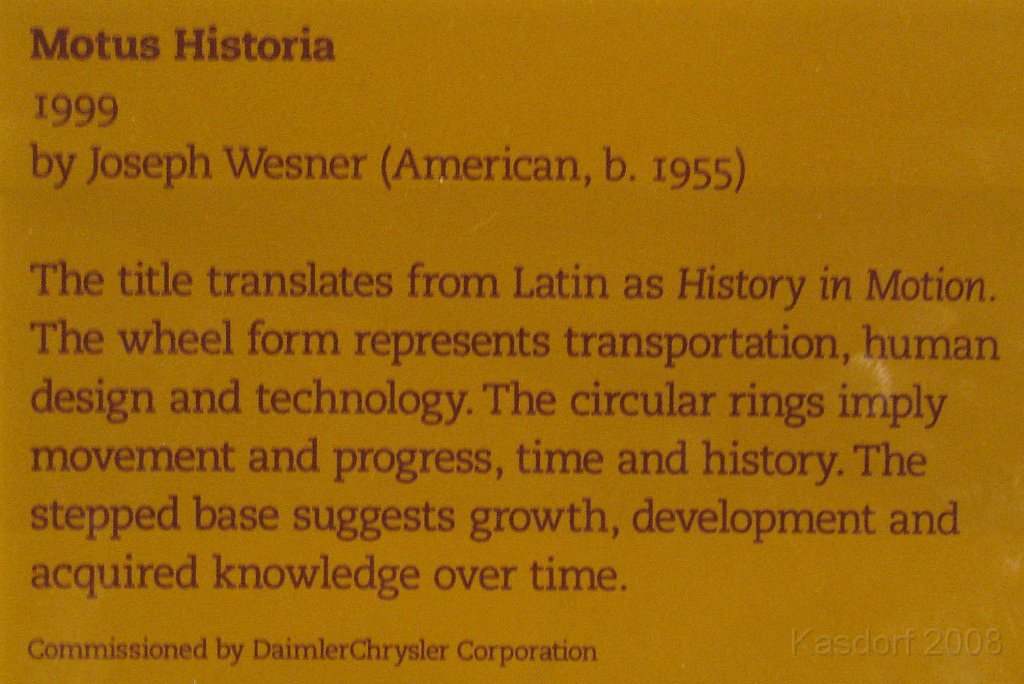 Motus Historia
1999
by Joseph Wesner (American, b. 1955)
The title translates from Latin as History in Motion.
The wheel form represents transportation, human
design and technology. The circular rings imply
movement and progress, time and history. The
stepped base suggests growth, development and
acquired knowledge over time.
Commissioned by DaimlerChrysler Corporation
Kasdorf 2008